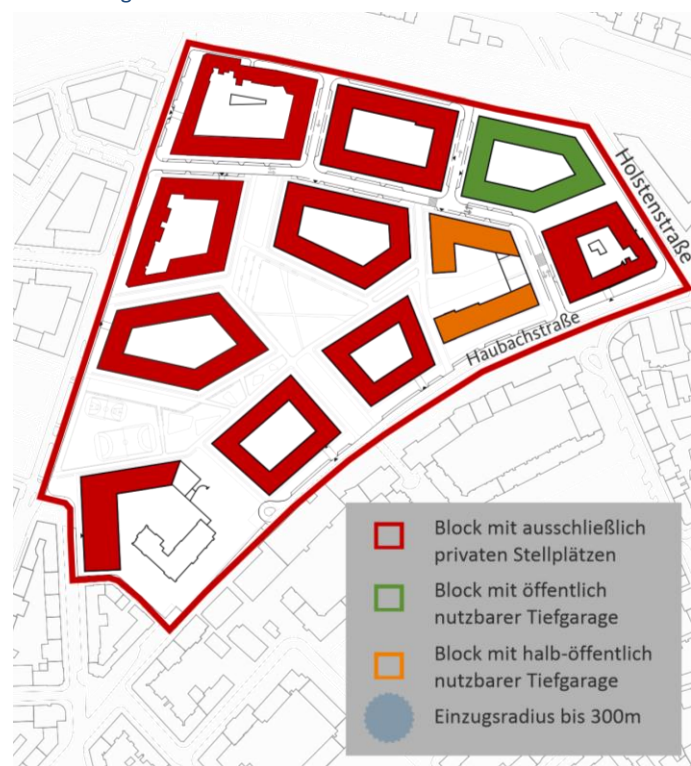 Holstenstraße
Haubachstraße
Block mit ausschließlich
privaten Stellplätzen
Block mit öffentlich
nutzbarer Tiefgarage
Block mit halb-öffentlich
nutzbarer Tiefgarage
Einzugsradius bis 300m